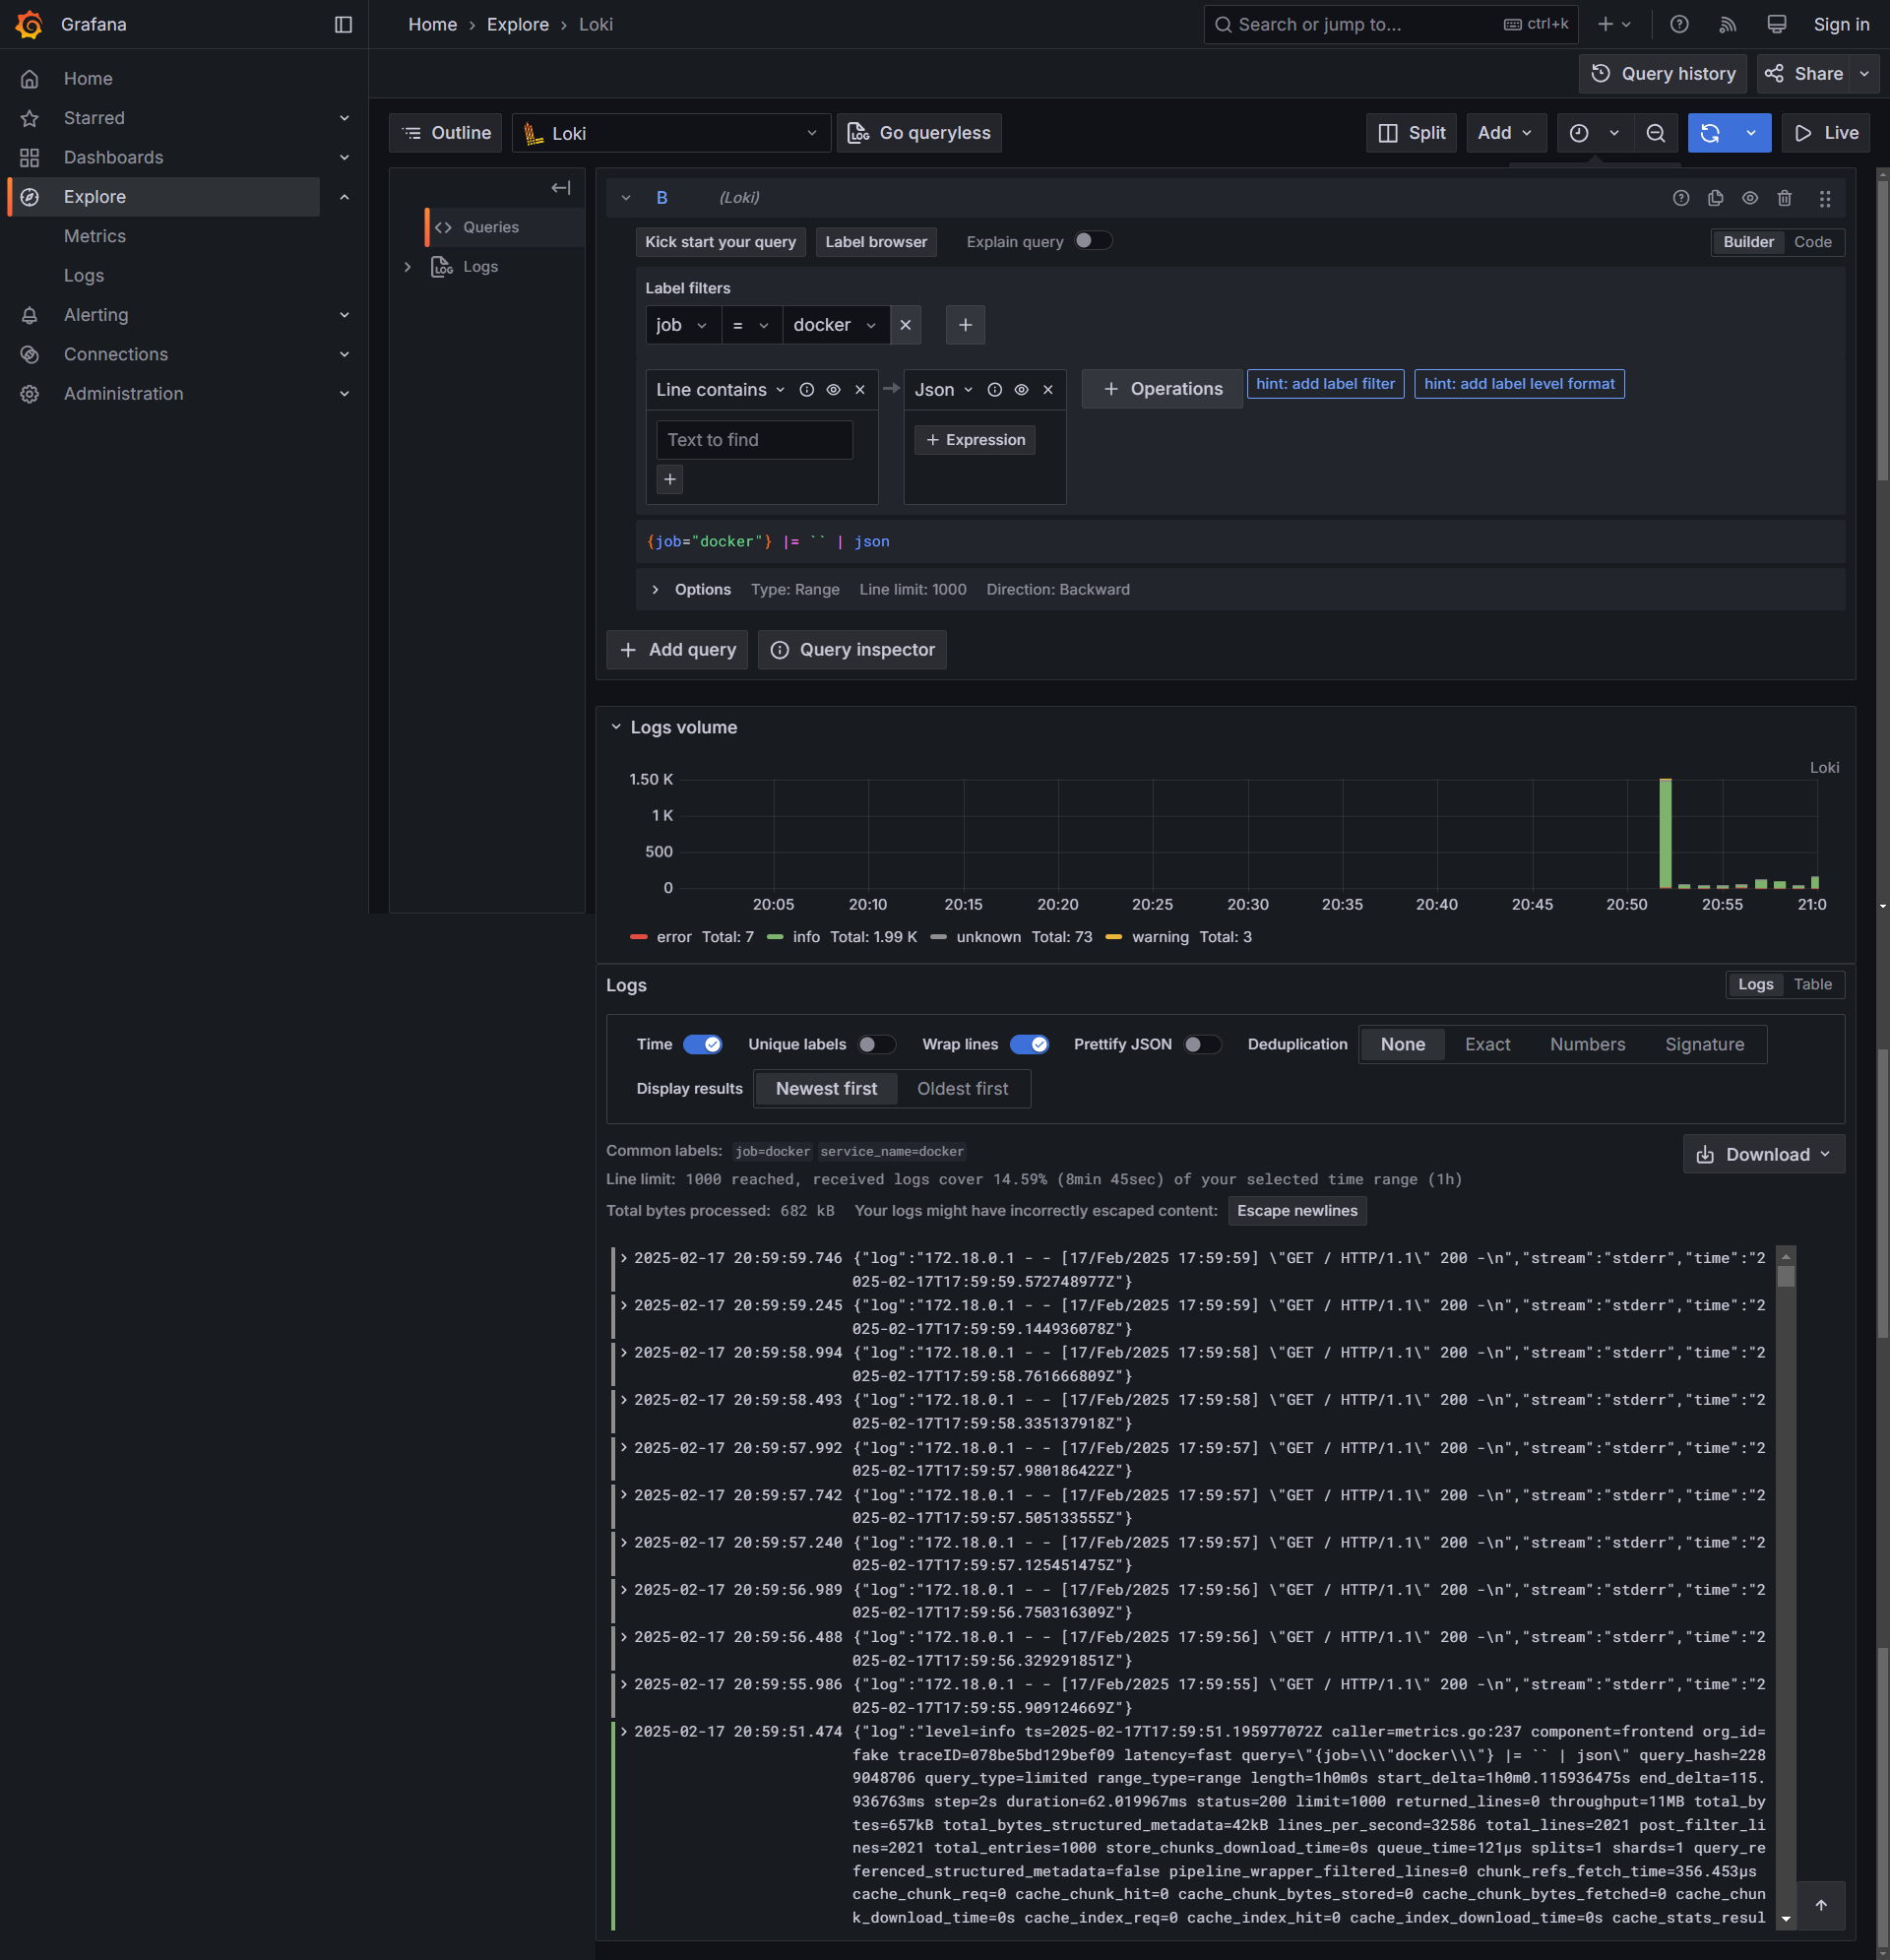 Grafana
Home › Explore › Loki
Search or jump to... ctrl+k
Sign in
Query history
Share
Home
Starred
Dashboards
Explore
Metrics
Logs
Alerting
Connections
Administration
Outline
Loki
Go queryless
Split
Add
Live
Queries
Logs
B (Loki)
Kick start your query
Label browser
Explain query
Builder Code
Label filters
job = docker
Line contains
Json
Operations
hint: add label filter
hint: add label level format
Text to find
Expression
{job="docker"} |= `` | json
Options Type: Range Line limit: 1000 Direction: Backward
Add query
Query inspector
Logs volume
Loki
1.50 K
1 K
500
0
20:05 20:10 20:15 20:20 20:25 20:30 20:35 20:40 20:45 20:50 20:55 21:0
error Total: 7 info Total: 1.99 K unknown Total: 73 warning Total: 3
Logs
Logs Table
Time Unique labels Wrap lines Prettify JSON Deduplication None Exact Numbers Signature
Display results Newest first Oldest first
Common labels: job=docker service_name=docker
Download
Line limit: 1000 reached, received logs cover 14.59% (8min 45sec) of your selected time range (1h)
Total bytes processed: 682 kB Your logs might have incorrectly escaped content: Escape newlines
2025-02-17 20:59:59.746 {"log":"172.18.0.1 - - [17/Feb/2025 17:59:59] \"GET / HTTP/1.1\" 200 -\n","stream":"stderr","time":"2
025-02-17T17:59:59.572748977Z"}
2025-02-17 20:59:59.245 {"log":"172.18.0.1 - - [17/Feb/2025 17:59:59] \"GET / HTTP/1.1\" 200 -\n","stream":"stderr","time":"2
025-02-17T17:59:59.144936078Z"}
2025-02-17 20:59:58.994 {"log":"172.18.0.1 - - [17/Feb/2025 17:59:58] \"GET / HTTP/1.1\" 200 -\n","stream":"stderr","time":"2
025-02-17T17:59:58.761666809Z"}
2025-02-17 20:59:58.493 {"log":"172.18.0.1 - - [17/Feb/2025 17:59:58] \"GET / HTTP/1.1\" 200 -\n","stream":"stderr","time":"2
025-02-17T17:59:58.335137918Z"}
2025-02-17 20:59:57.992 {"log":"172.18.0.1 - - [17/Feb/2025 17:59:57] \"GET / HTTP/1.1\" 200 -\n","stream":"stderr","time":"2
025-02-17T17:59:57.980186422Z"}
2025-02-17 20:59:57.742 {"log":"172.18.0.1 - - [17/Feb/2025 17:59:57] \"GET / HTTP/1.1\" 200 -\n","stream":"stderr","time":"2
025-02-17T17:59:57.505133555Z"}
2025-02-17 20:59:57.240 {"log":"172.18.0.1 - - [17/Feb/2025 17:59:57] \"GET / HTTP/1.1\" 200 -\n","stream":"stderr","time":"2
025-02-17T17:59:57.125451475Z"}
2025-02-17 20:59:56.989 {"log":"172.18.0.1 - - [17/Feb/2025 17:59:56] \"GET / HTTP/1.1\" 200 -\n","stream":"stderr","time":"2
025-02-17T17:59:56.750316309Z"}
2025-02-17 20:59:56.488 {"log":"172.18.0.1 - - [17/Feb/2025 17:59:56] \"GET / HTTP/1.1\" 200 -\n","stream":"stderr","time":"2
025-02-17T17:59:56.329291851Z"}
2025-02-17 20:59:55.986 {"log":"172.18.0.1 - - [17/Feb/2025 17:59:55] \"GET / HTTP/1.1\" 200 -\n","stream":"stderr","time":"2
025-02-17T17:59:55.909124669Z"}
2025-02-17 20:59:51.474 {"log":"level=info ts=2025-02-17T17:59:51.195977072Z caller=metrics.go:237 component=frontend org_id=
fake traceID=078be5bd129bef09 latency=fast query=\"{job=\\\"docker\\\"} |= `` | json\" query_hash=228
9048706 query_type=limited range_type=range length=1h0m0s start_delta=1h0m0.115936475s end_delta=115.
936763ms step=2s duration=62.019967ms status=200 limit=1000 returned_lines=0 throughput=11MB total_by
tes=657kB total_bytes_structured_metadata=42kB lines_per_second=32586 total_lines=2021 post_filter_li
nes=2021 total_entries=1000 store_chunks_download_time=0s queue_time=121µs splits=1 shards=1 query_re
ferenced_structured_metadata=false pipeline_wrapper_filtered_lines=0 chunk_refs_fetch_time=356.453µs
cache_chunk_req=0 cache_chunk_hit=0 cache_chunk_bytes_stored=0 cache_chunk_bytes_fetched=0 cache_chun
k_download_time=0s cache_index_req=0 cache_index_hit=0 cache_index_download_time=0s cache_stats_resul